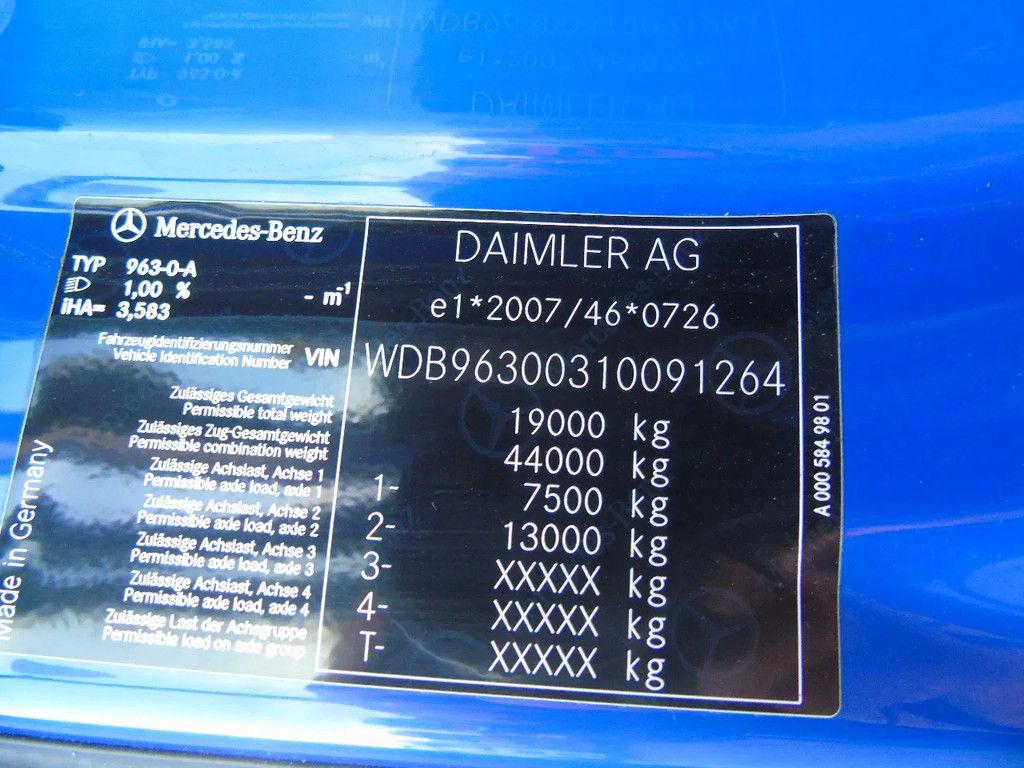 Mercedes-Benz
TYP 963-0-A
1,00 % - m-1
iHA= 3,583
DAIMLER AG
e1*2007/46*0726
Fahrzeugidentifizierungsnummer
Vehicle Identification Number VIN WDB96300310091264
Zulässiges Gesamtgewicht
Permissible total weight 19000 kg
Zulässiges Zug-Gesamtgewicht
Permissible combination weight 44000 kg
Zulässige Achslast, Achse 1
Permissible axle load, axle 1 1- 7500 kg
Zulässige Achslast, Achse 2
Permissible axle load, axle 2 2- 13000 kg
Zulässige Achslast, Achse 3
Permissible axle load, axle 3 3- XXXXX kg
Zulässige Achslast, Achse 4
Permissible axle load, axle 4 4- XXXXX kg
Zulässige Last der Achsgruppe
Permissible load on axle group T- XXXXX kg
Made in Germany
A 000 584 98 01